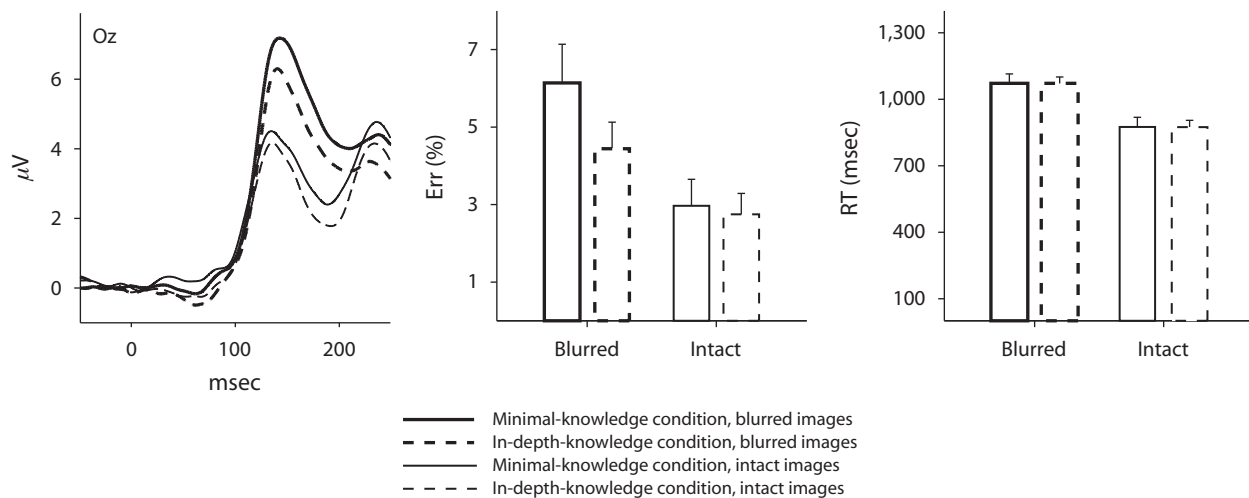 Oz
6
4
2
0
μV
0 100 200
msec
7
5
3
1
Err (%)
Blurred Intact
1,300
1,000
700
400
100
RT (msec)
Blurred Intact
Minimal-knowledge condition, blurred images
In-depth-knowledge condition, blurred images
Minimal-knowledge condition, intact images
In-depth-knowledge condition, intact images